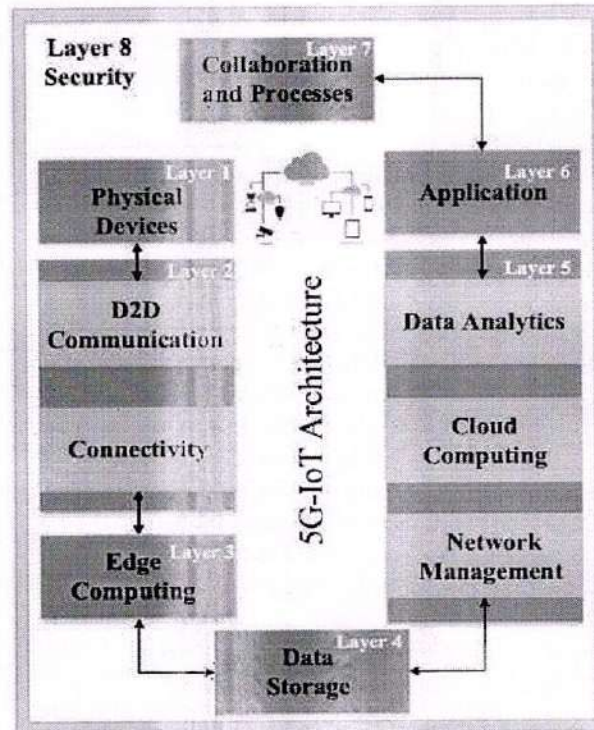 Layer 8
Security
Layer 7
Collaboration
and Processes
Layer 1
Physical
Devices
Layer 2
D2D
Communication
Connectivity
Layer 3
Edge
Computing
5G-IoT Architecture
Layer 4
Data
Storage
Layer 6
Application
Layer 5
Data Analytics
Cloud
Computing
Network
Management